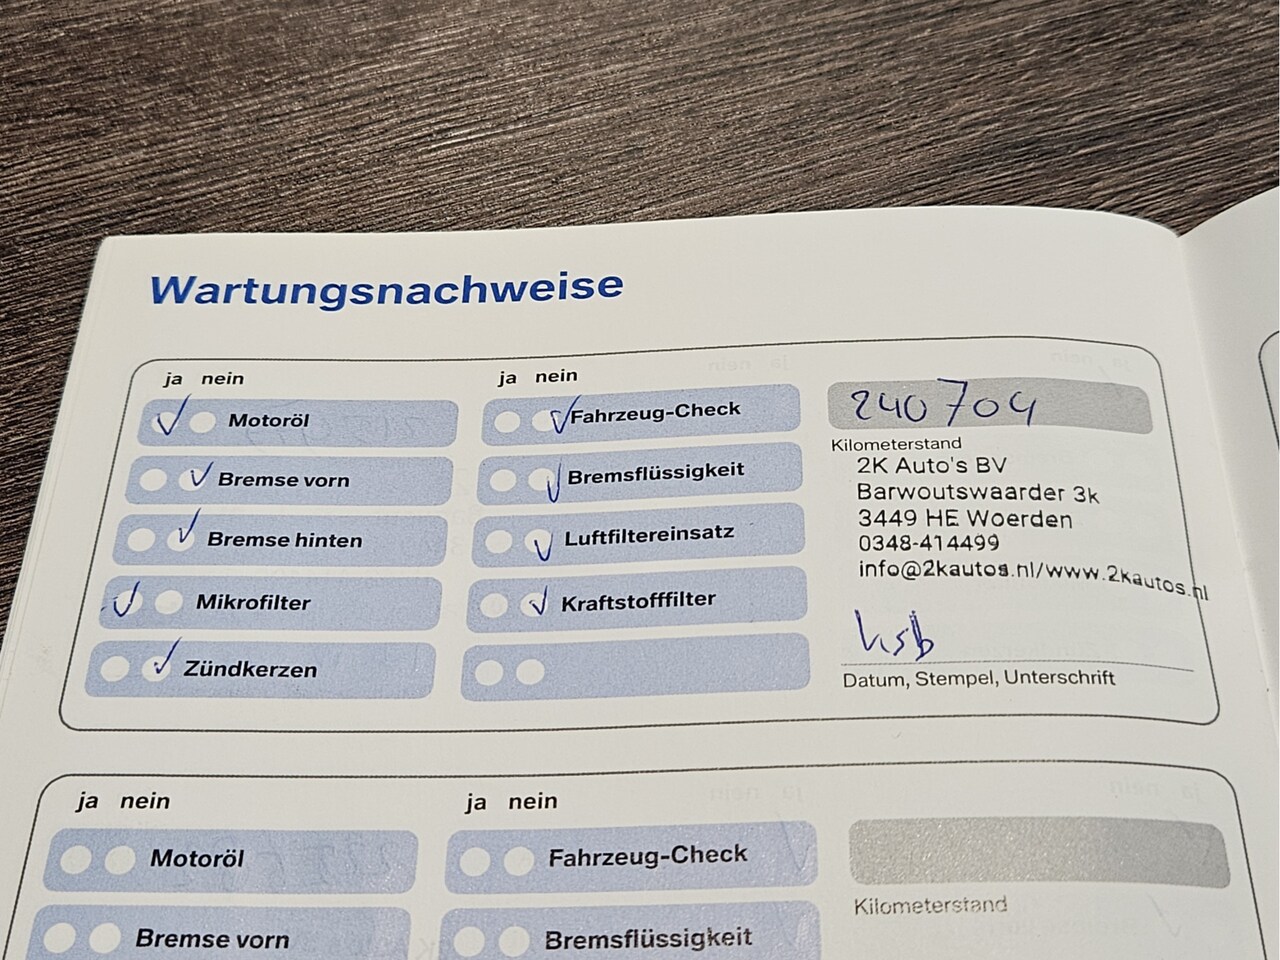 Wartungsnachweise
ja nein
Motoröl
Bremse vorn
Bremse hinten
Mikrofilter
Zündkerzen
ja nein
Fahrzeug-Check
Bremsflüssigkeit
Luftfiltereinsatz
Kraftstofffilter
240704
Kilometerstand
2K Auto's BV
Barwoutswaarder 3k
3449 HE Woerden
0348-414499
info@2kautos.nl/www.2kautos.nl
Datum, Stempel, Unterschrift
ja nein
Motoröl
Bremse vorn
ja nein
Fahrzeug-Check
Bremsflüssigkeit
Kilometerstand